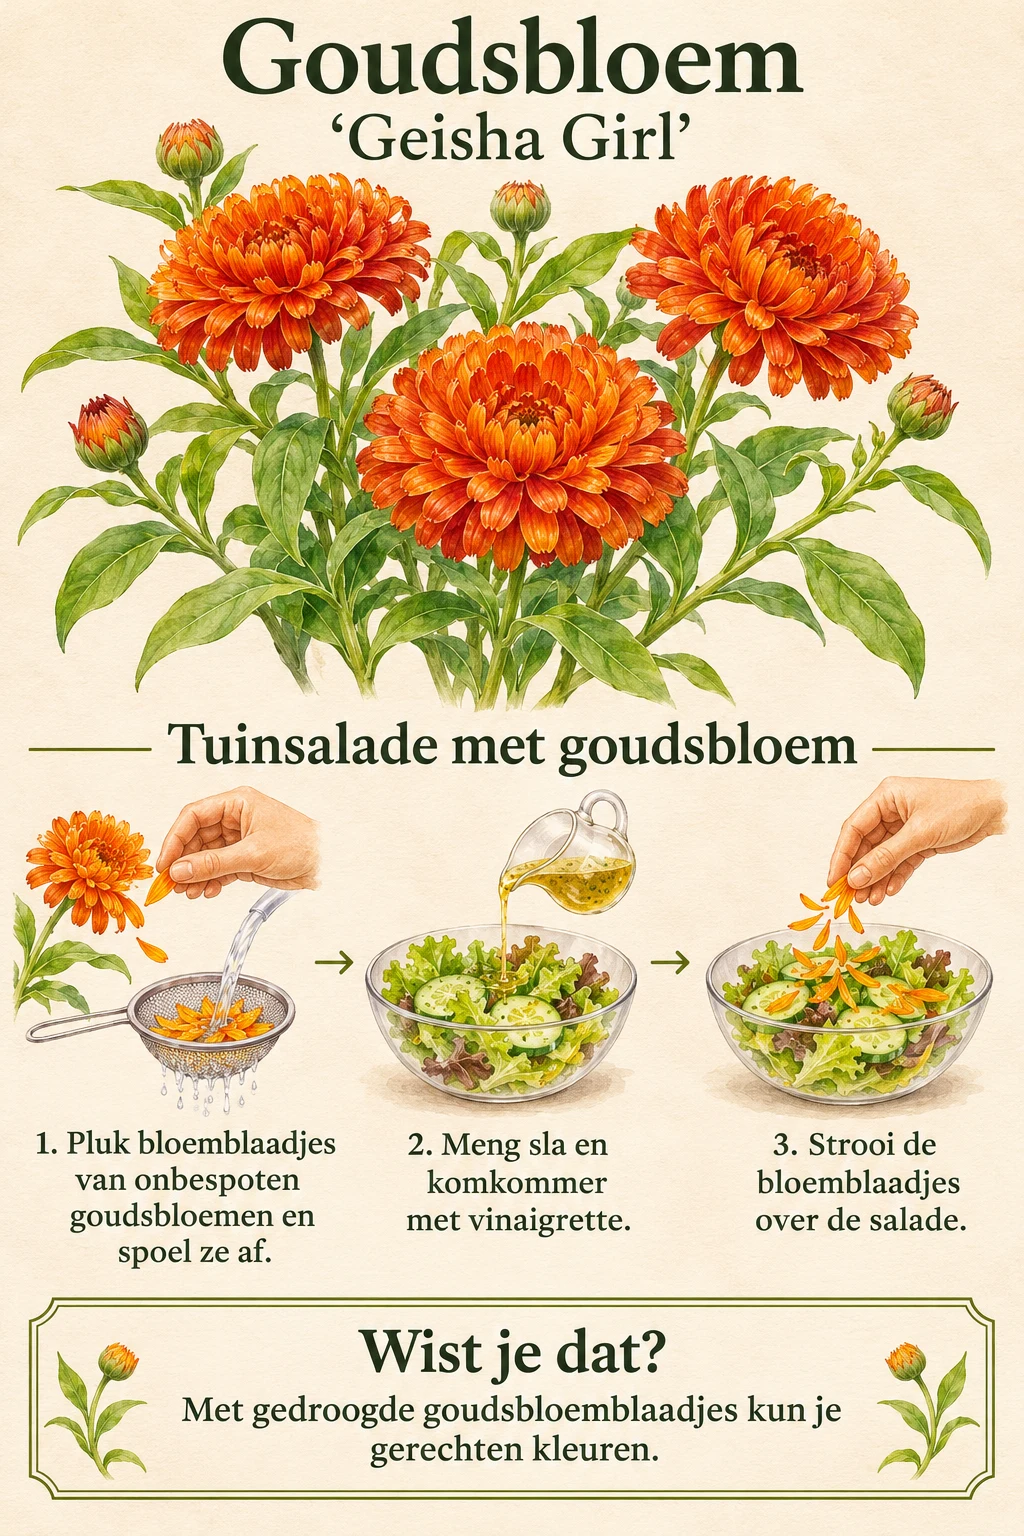 Goudsbloem
‘Geisha Girl’
Tuinsalade met goudsbloem
1. Pluk bloemblaadjes
van onbespoten
goudsbloemen en
spoel ze af.
2. Meng sla en
komkommer
met vinaigrette.
3. Strooi de
bloemblaadjes
over de salade.
Wist je dat?
Met gedroogde goudsbloemblaadjes kun je
gerechten kleuren.